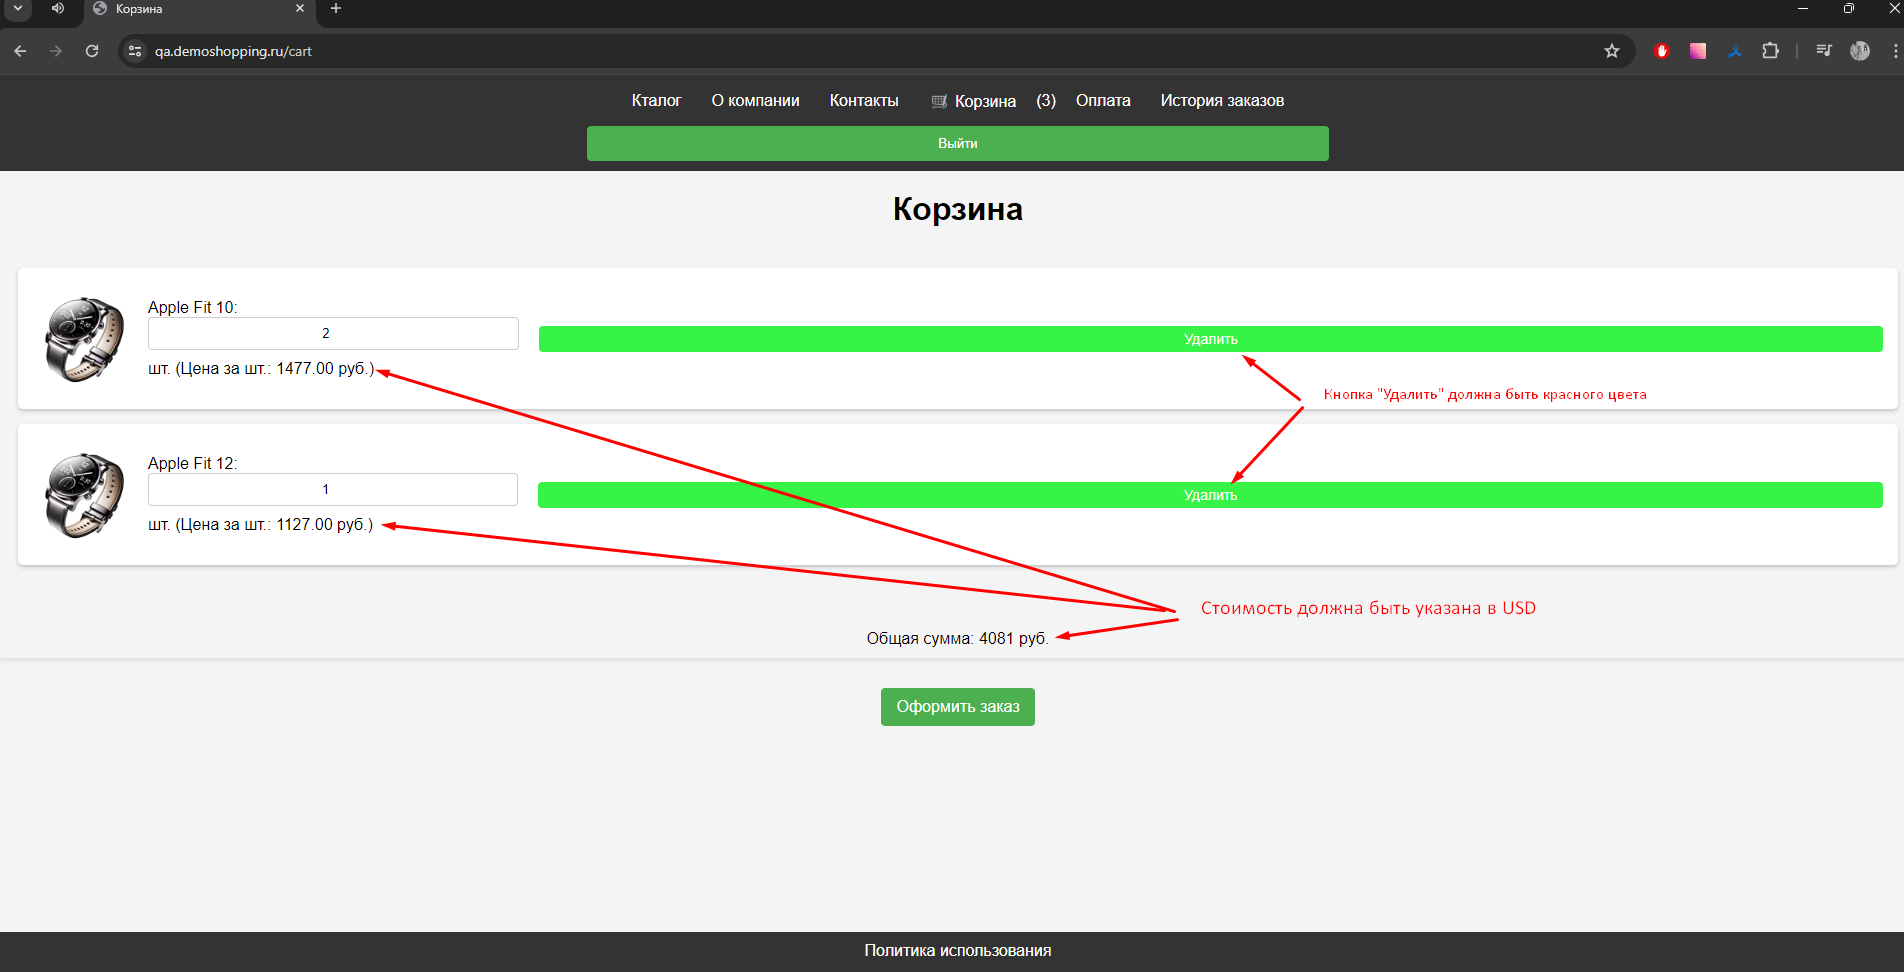 Корзина
qa.demoshopping.ru/cart
Кталог О компании Контакты Корзина (3) Оплата История заказов
Выйти
Корзина
Apple Fit 10:
2
Удалить
шт. (Цена за шт.: 1477.00 руб.)
Кнопка "Удалить" должна быть красного цвета
Apple Fit 12:
1
Удалить
шт. (Цена за шт.: 1127.00 руб.)
Стоимость должна быть указана в USD
Общая сумма: 4081 руб.
Оформить заказ
Политика использования